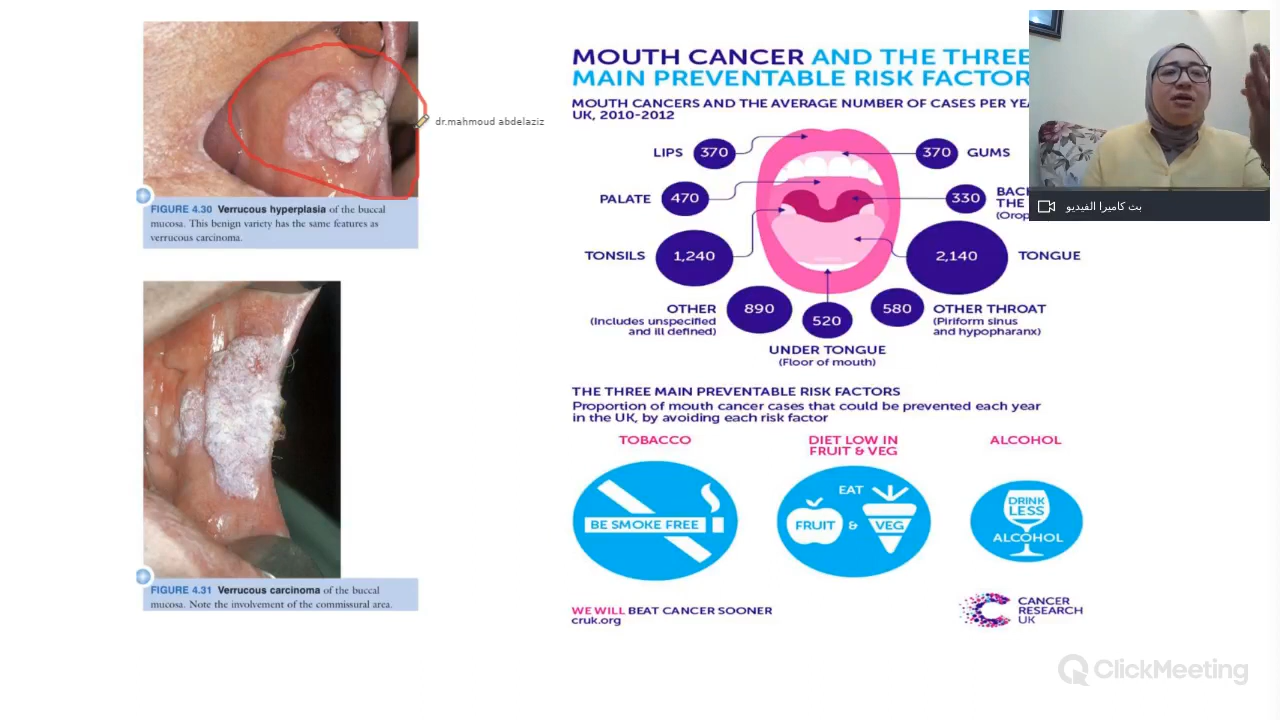 FIGURE 4.30 Verrucous hyperplasia of the buccal
mucosa. This benign variety has the same features as
verrucous carcinoma.
dr.mahmoud abdelaziz
FIGURE 4.31 Verrucous carcinoma of the buccal
mucosa. Note the involvement of the commissural area.
MOUTH CANCER AND THE THREE
MAIN PREVENTABLE RISK FACTOR
MOUTH CANCERS AND THE AVERAGE NUMBER OF CASES PER YEA
UK, 2010-2012
LIPS 370
370 GUMS
PALATE 470
330 BACK
THE
(Orop
TONSILS 1,240
2,140 TONGUE
OTHER 890
(Includes unspecified
and ill defined)
520
UNDER TONGUE
(Floor of mouth)
580 OTHER THROAT
(Piriform sinus
and hypopharanx)
THE THREE MAIN PREVENTABLE RISK FACTORS
Proportion of mouth cancer cases that could be prevented each year
in the UK, by avoiding each risk factor
TOBACCO
BE SMOKE FREE
DIET LOW IN
FRUIT & VEG
EAT
FRUIT & VEG
ALCOHOL
DRINK
LESS
ALCOHOL
WE WILL BEAT CANCER SOONER
cruk.org
CANCER
RESEARCH
UK
بث كاميرا الفيديو
ClickMeeting